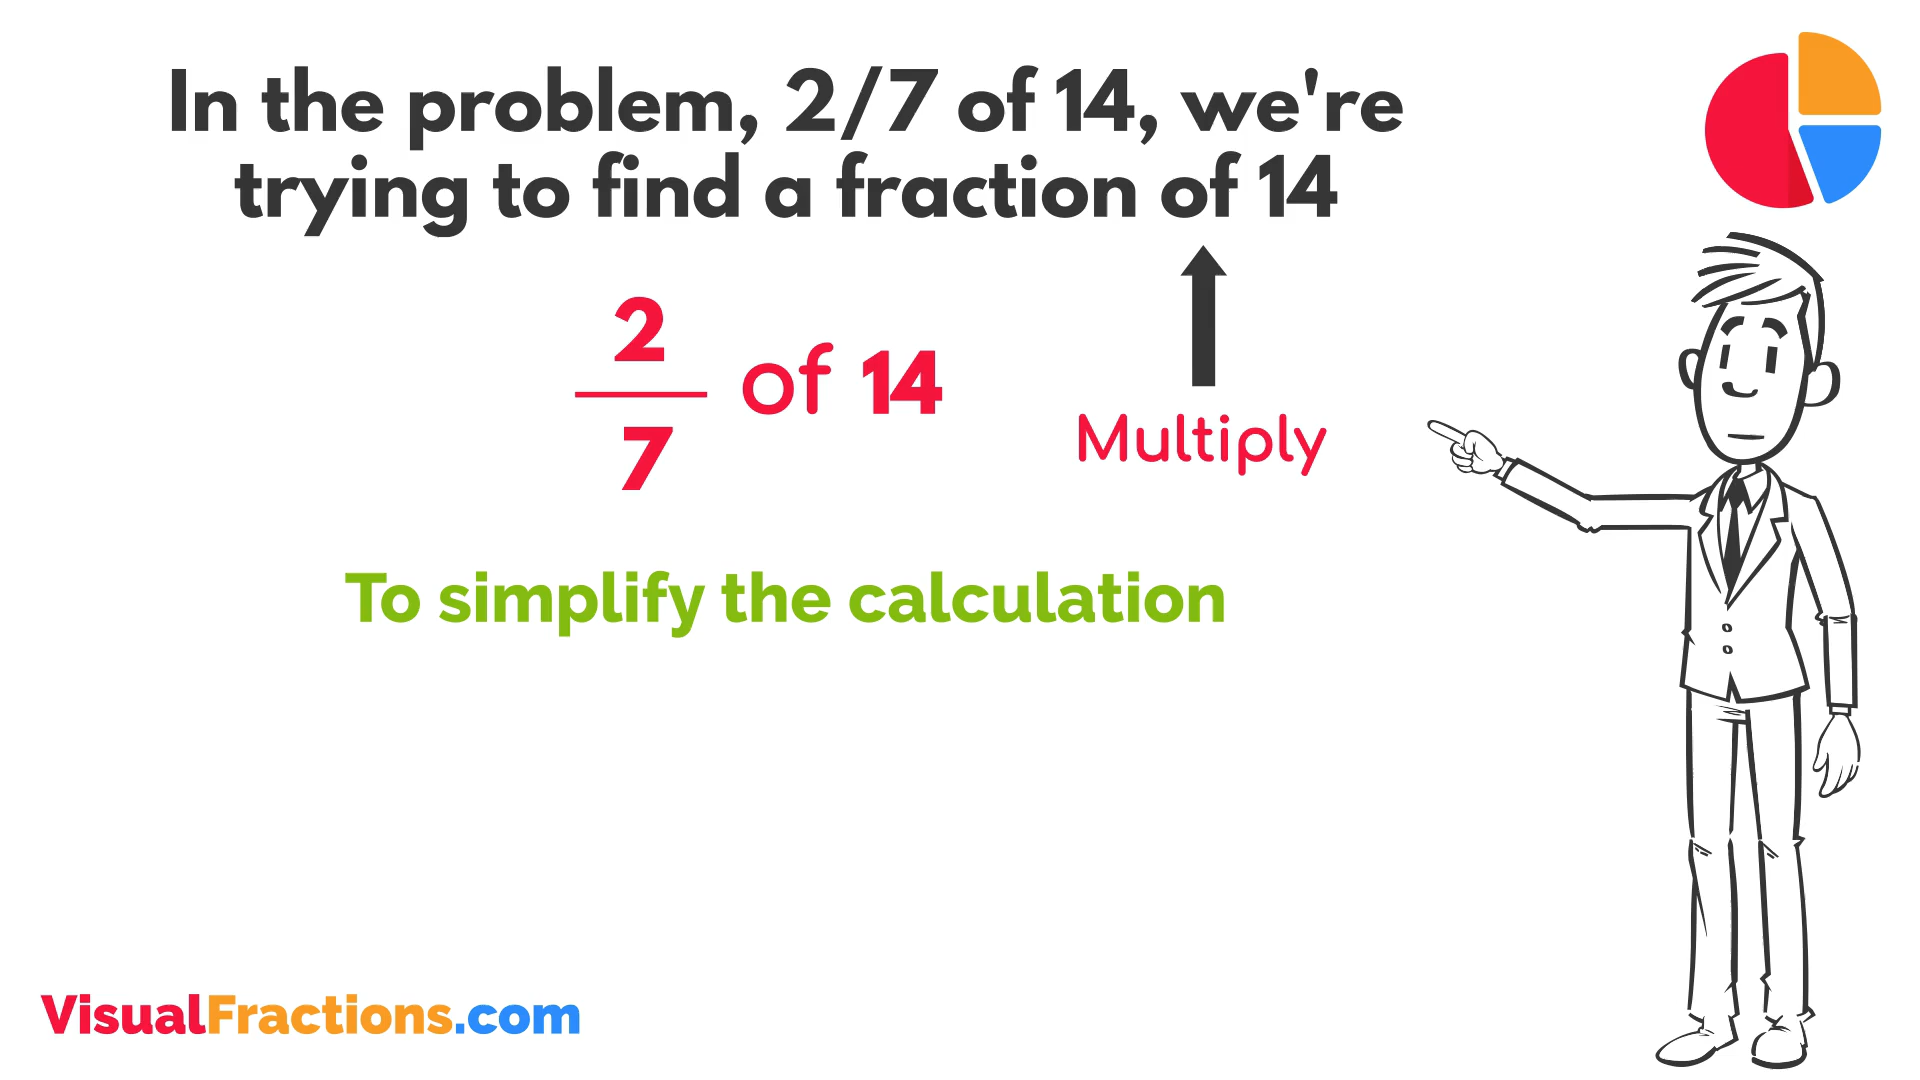 In the problem, 2/7 of 14, we're
trying to find a fraction of 14
2
of 14
7
Multiply
To simplify the calculation
VisualFractions.com